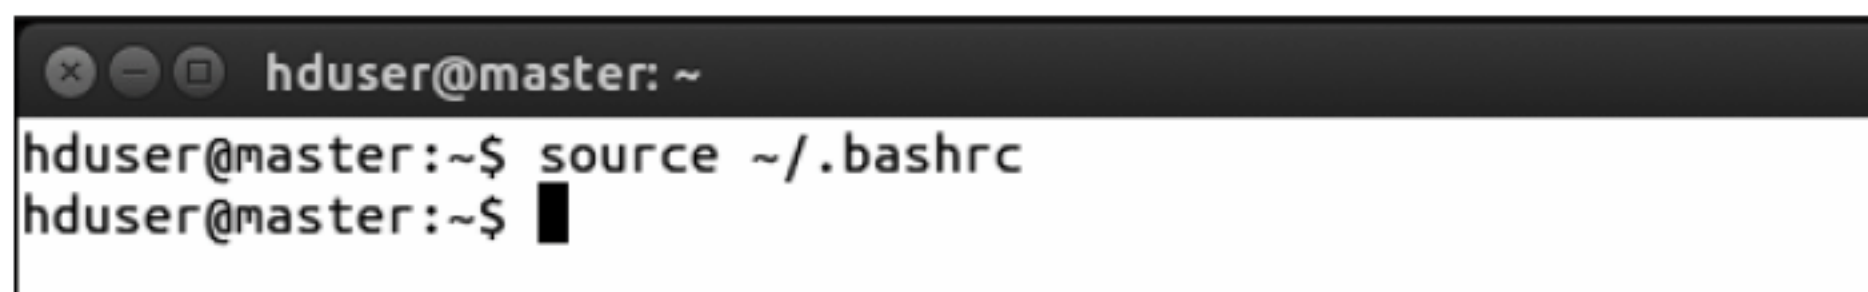 hduser@master: ~
hduser@master:~$ source ~/.bashrc
hduser@master:~$